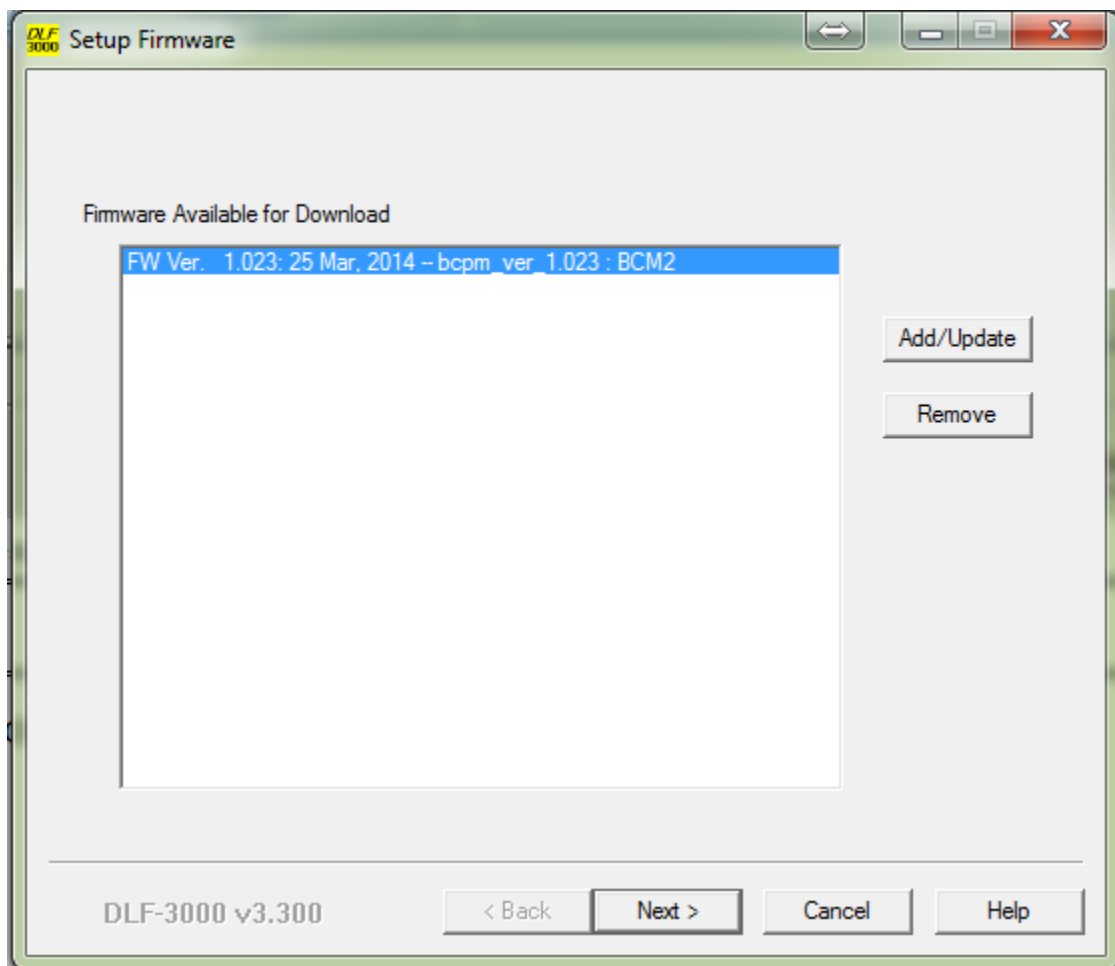 DLF
3000
Setup Firmware
Firmware Available for Download
FW Ver.   1.023: 25 Mar, 2014 -- bcpm_ver_1.023 : BCM2
Add/Update
Remove
DLF-3000 v3.300
< Back
Next >
Cancel
Help